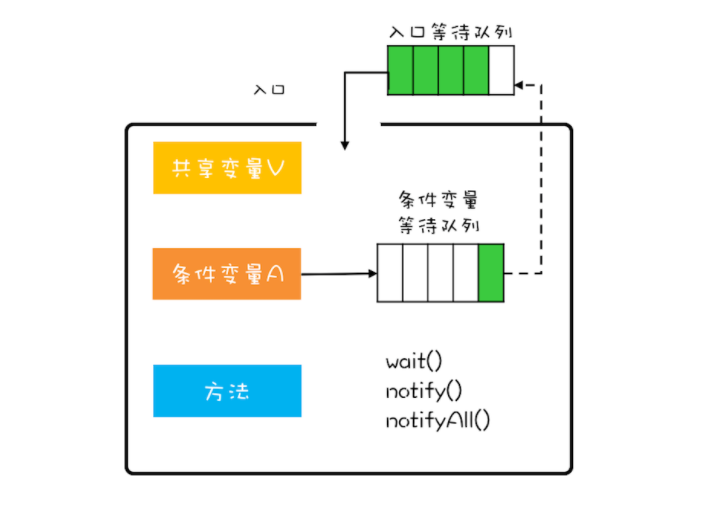 入口等待队列
入口
共享变量V
条件变量
等待队列
条件变量A
方法
wait()
notify()
notifyAll()